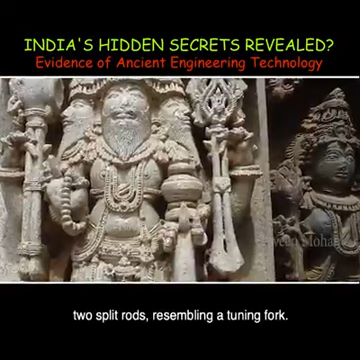 INDIA'S HIDDEN SECRETS REVEALED?
Evidence of Ancient Engineering Technology
two split rods, resembling a tuning fork.